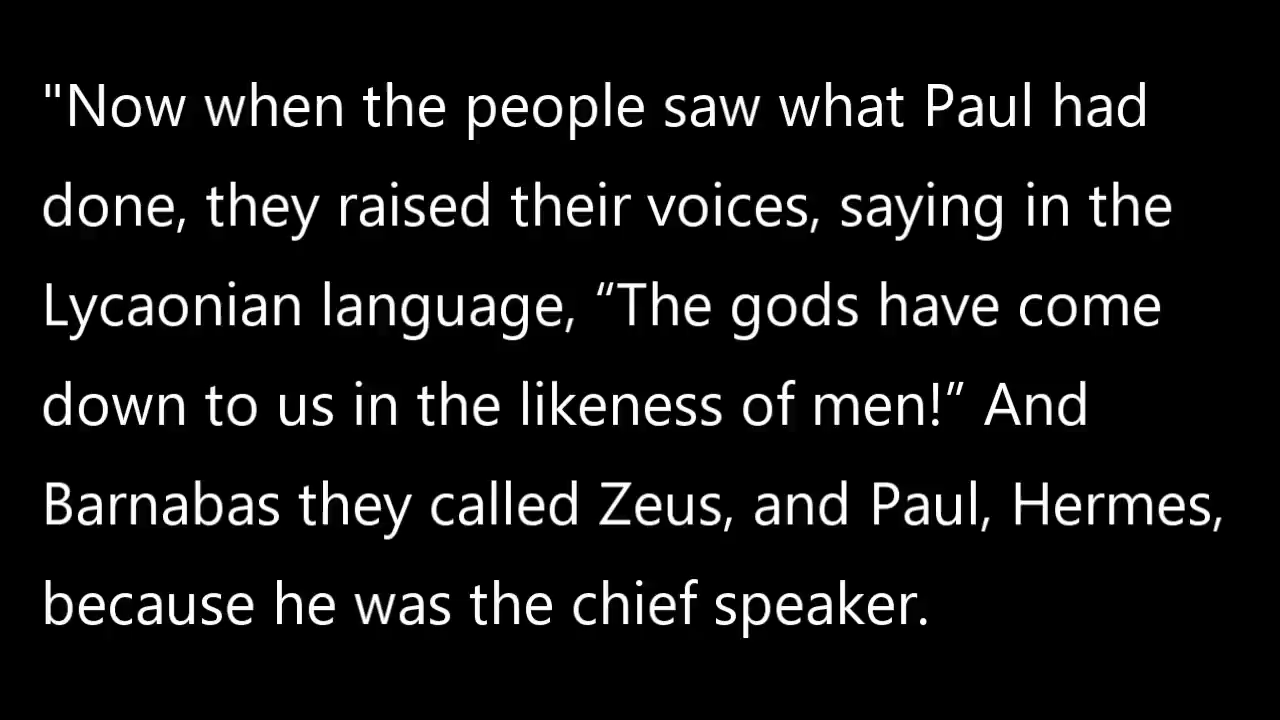 "Now when the people saw what Paul had
done, they raised their voices, saying in the
Lycaonian language, “The gods have come
down to us in the likeness of men!” And
Barnabas they called Zeus, and Paul, Hermes,
because he was the chief speaker.